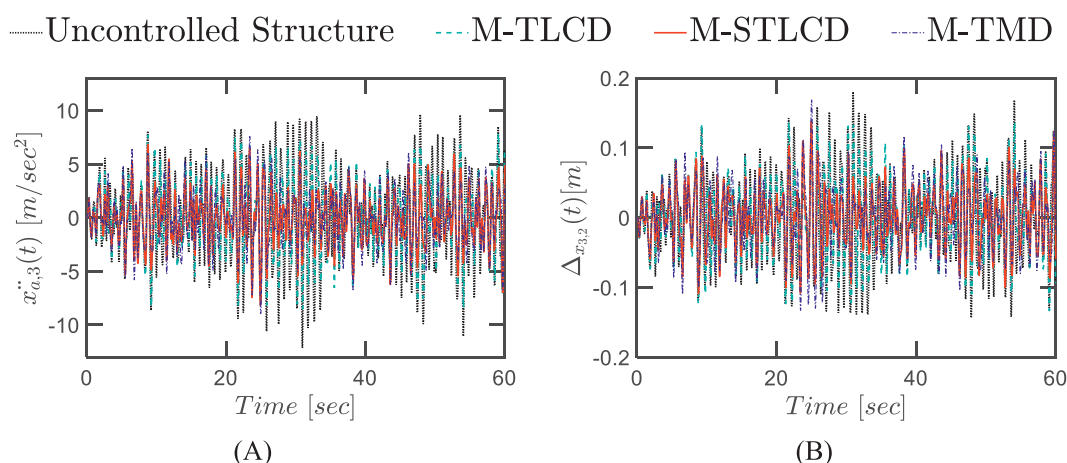 Uncontrolled Structure M-TLCD M-STLCD M-TMD
ẍₐ,₃(t) [m/sec²]
10
5
0
-5
-10
0 20 40 60
Time [sec]
(A)
Δx₃,₂(t) [m]
0.2
0.1
0
-0.1
-0.2
0 20 40 60
Time [sec]
(B)